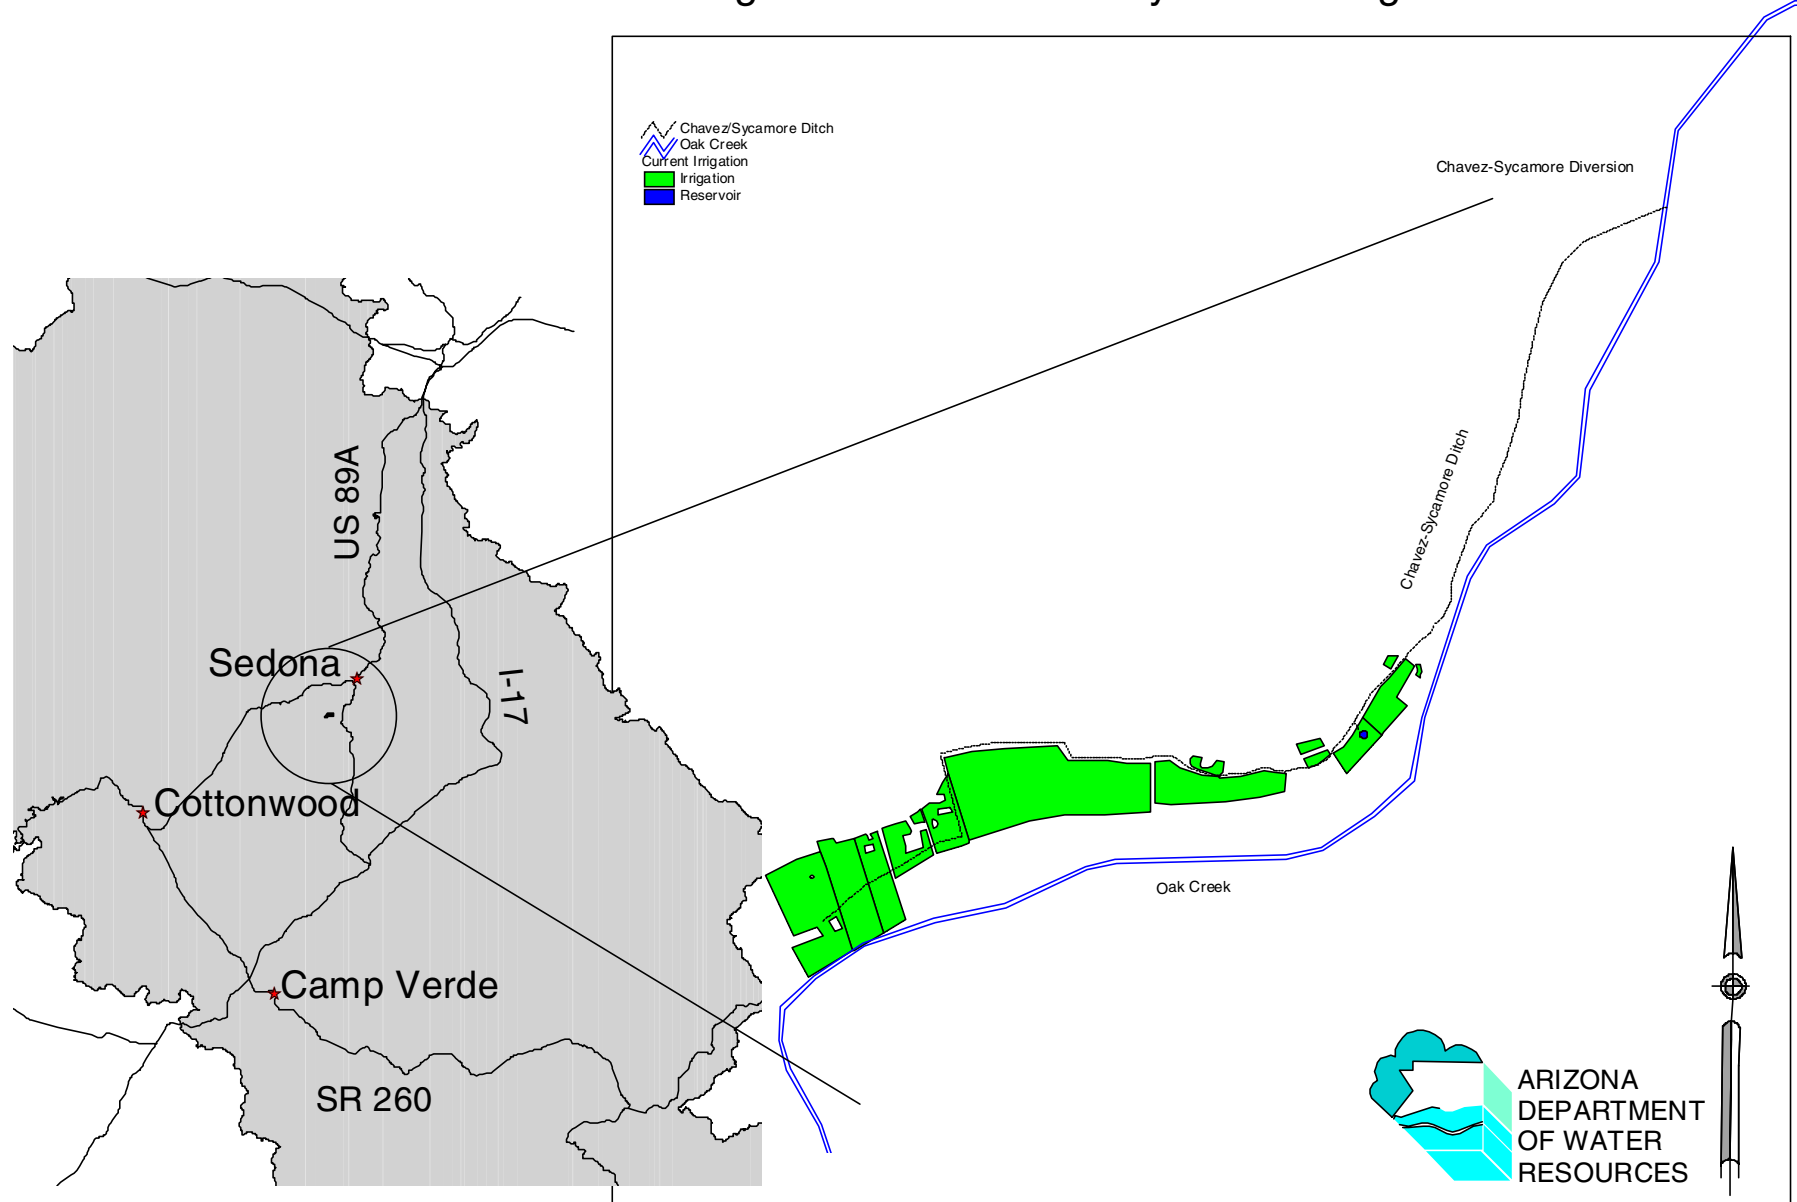 Chavez/Sycamore Ditch
Oak Creek
Current Irrigation
Irrigation
Reservoir
Chavez-Sycamore Diversion
Chavez-Sycamore Ditch
US 89A
Sedona
I-17
Cottonwood
Oak Creek
Camp Verde
SR 260
ARIZONA
DEPARTMENT
OF WATER
RESOURCES